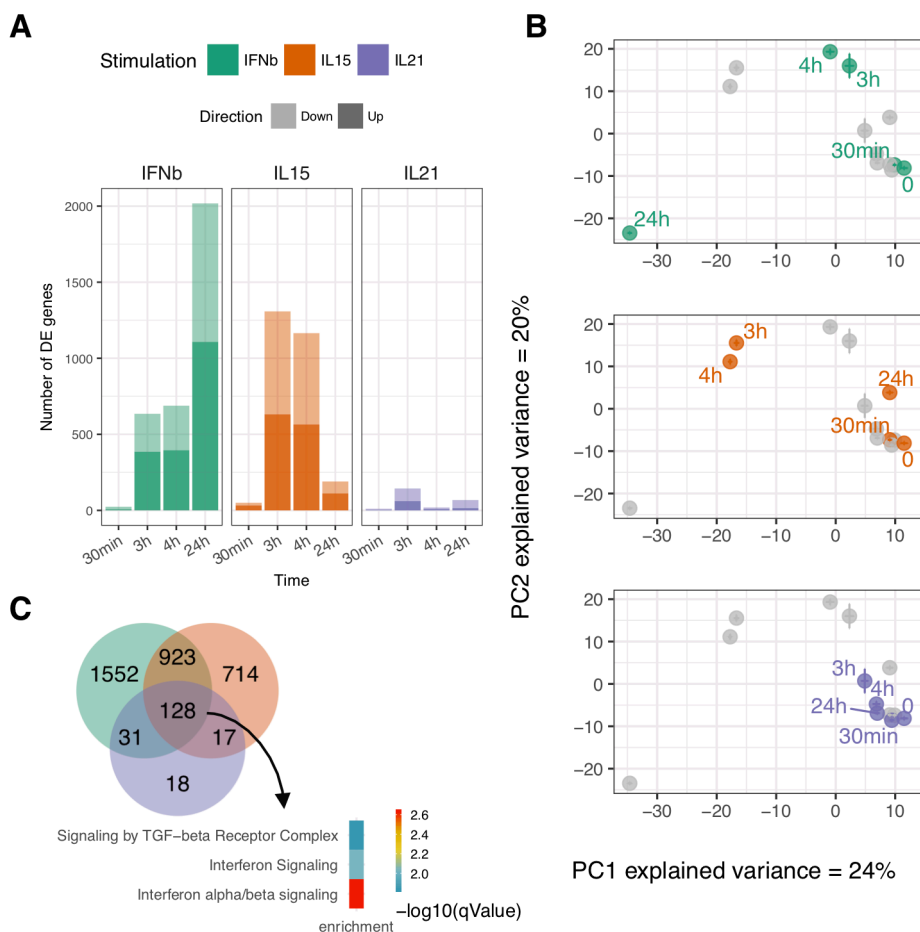 A
Stimulation IFNb IL15 IL21
Direction Down Up
IFNb IL15 IL21
Number of DE genes
2000
1500
1000
500
0
30min 3h 4h 24h 30min 3h 4h 24h 30min 3h 4h 24h
Time
B
PC2 explained variance = 20%
20
10
0
−10
−20
4h
3h
30min
0
24h
−30 −20 −10 0 10
20
10
0
−10
−20
3h
4h
24h
30min
0
−30 −20 −10 0 10
20
10
0
−10
−20
3h
4h
24h
0
30min
−30 −20 −10 0 10
PC1 explained variance = 24%
C
1552 923 714
128
31 17
18
Signaling by TGF−beta Receptor Complex
Interferon Signaling
Interferon alpha/beta signaling
enrichment
2.6
2.4
2.2
2.0
−log10(qValue)